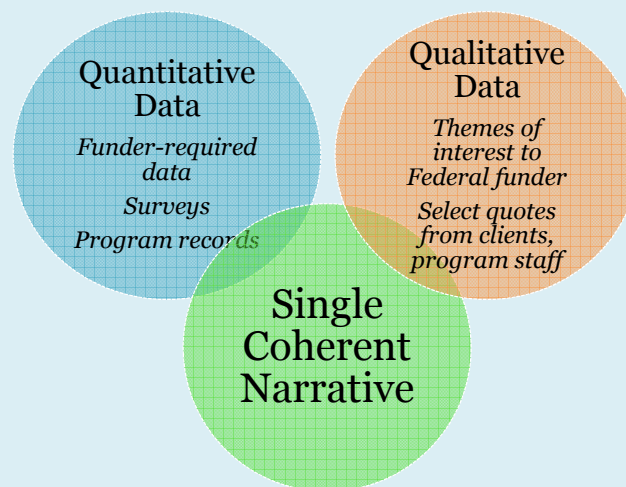 Quantitative
Data
Funder-required
data
Surveys
Program records
Qualitative
Data
Themes of
interest to
Federal funder
Select quotes
from clients,
program staff
Single
Coherent
Narrative